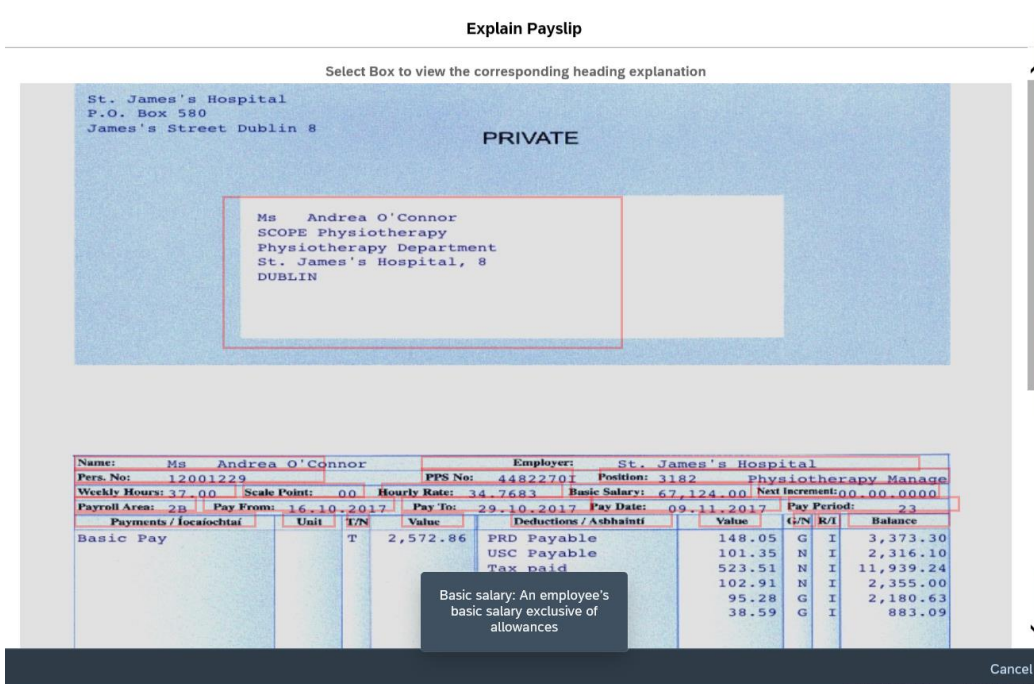 Explain Payslip
Select Box to view the corresponding heading explanation
St. James's Hospital
P.O. Box 580
James's Street Dublin 8
PRIVATE
Ms Andrea O'Connor
SCOPE Physiotherapy
Physiotherapy Department
St. James's Hospital, 8
DUBLIN
Name: Ms Andrea O'Connor Employer: St. James's Hospital
Pers. No: 12001229 PPS No: 4482270I Position: 3182 Physiotherapy Manage
Weekly Hours: 37.00 Scale Point: 00 Hourly Rate: 34.7683 Basic Salary: 67,124.00 Next Increment: 00.00.0000
Payroll Area: 2B Pay From: 16.10.2017 Pay To: 29.10.2017 Pay Date: 09.11.2017 Pay Period: 23
Payments / Íocaíochtaí Unit T/N Value Deductions / Asbhaintí Value G/N R/I Balance
Basic Pay T 2,572.86 PRD Payable 148.05 G I 3,373.30
USC Payable 101.35 N I 2,316.10
Tax paid 523.51 N I 11,939.24
102.91 N I 2,355.00
95.28 G I 2,180.63
38.59 G I 883.09
Basic salary: An employee's
basic salary exclusive of
allowances
Cancel